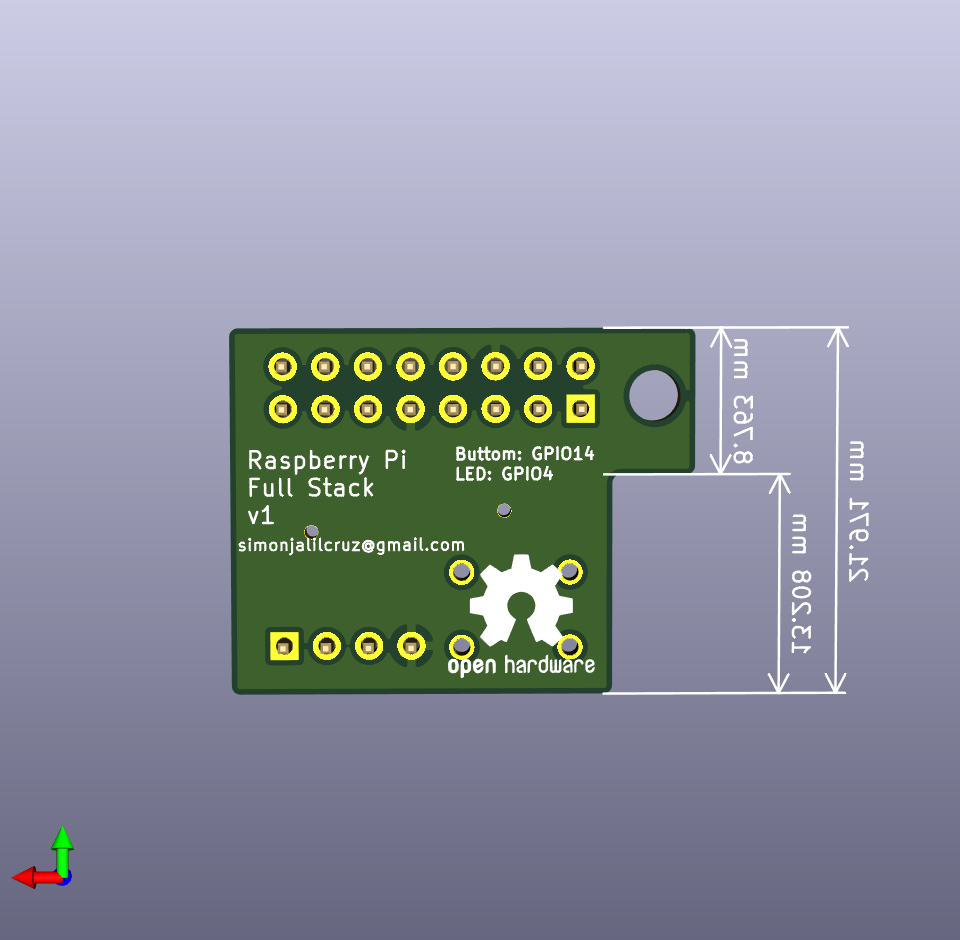 Raspberry Pi
Full Stack
v1
simonjalilcruz@gmail.com
Buttom: GPIO14
LED: GPIO4
open hardware
8.763 mm
13.208 mm
21.971 mm